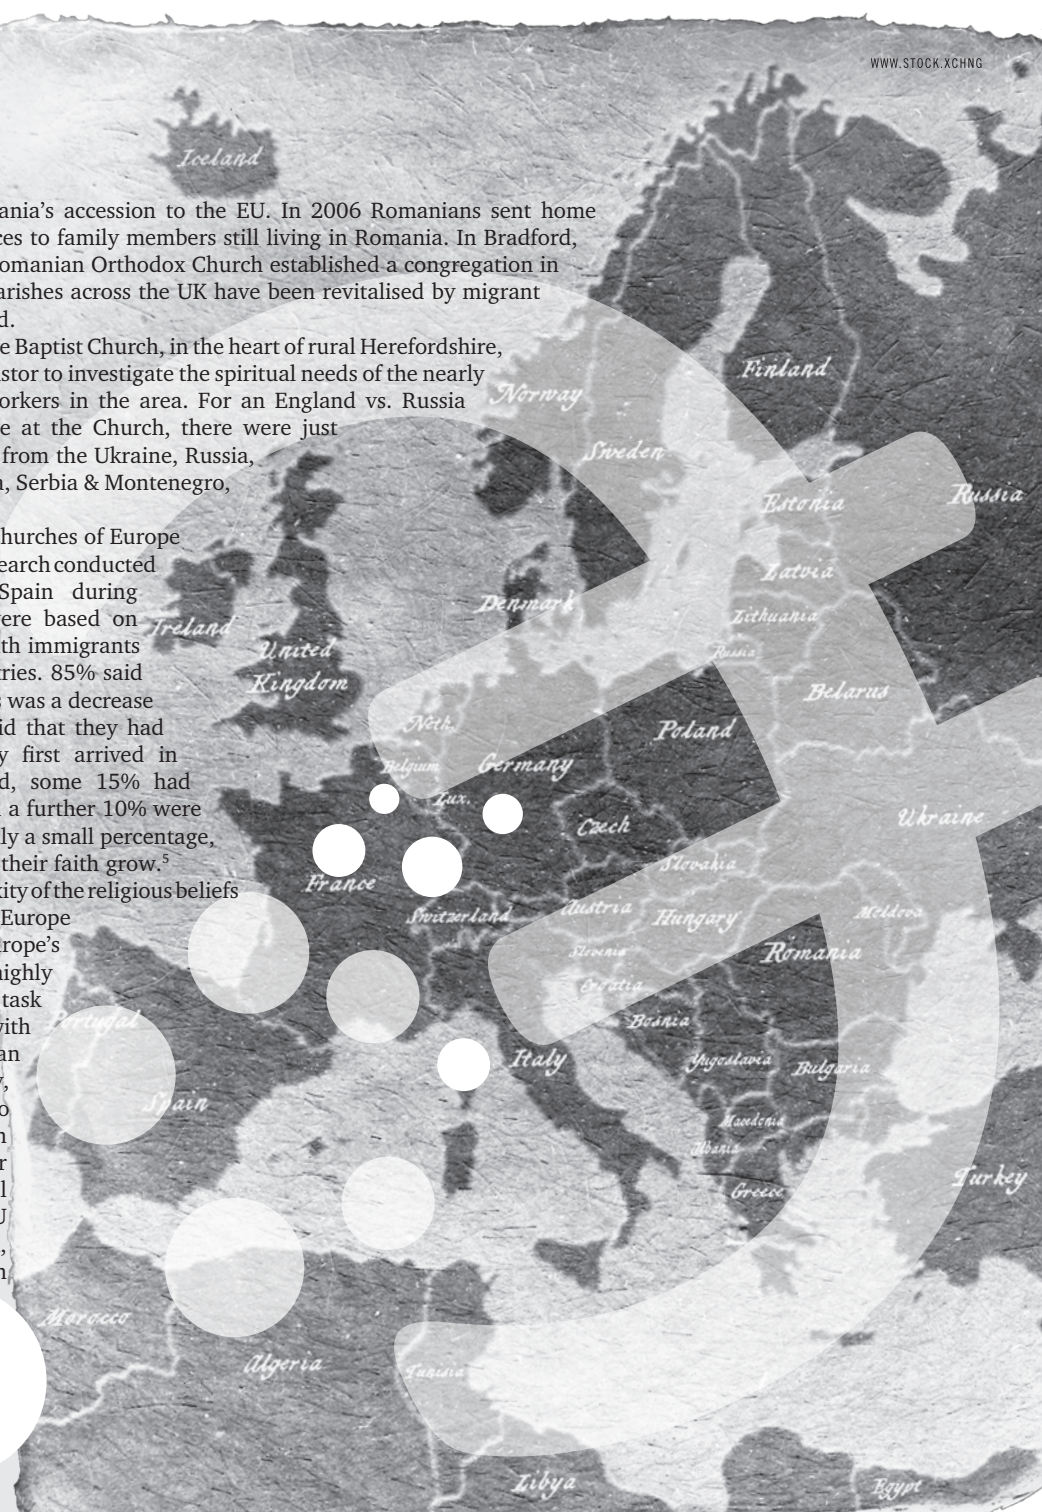 WWW.STOCK.XCHNG
Iceland
ania’s accession to the EU. In 2006 Romanians sent home
ces to family members still living in Romania. In Bradford,
omanian Orthodox Church established a congregation in
arishes across the UK have been revitalised by migrant
d.
e Baptist Church, in the heart of rural Herefordshire,
stor to investigate the spiritual needs of the nearly
orkers in the area. For an England vs. Russia
e at the Church, there were just
from the Ukraine, Russia,
a, Serbia & Montenegro,
hurches of Europe
earch conducted
Spain during
ere based on
th immigrants
ries. 85% said
s was a decrease
id that they had
y first arrived in
d, some 15% had
a further 10% were
ly a small percentage,
their faith grow.⁵
xity of the religious beliefs
Europe
rope’s
highly
task
with
an
y,
o
n
r
l
U
,
n
Norway
Finland
Sweden
Estonia
Russia
Latvia
Denmark
Lithuania
Ireland
Russia
United
Kingdom
Belarus
Neth.
Poland
Belgium
Germany
Lux.
Ukraine
Czech
Slovakia
France
Switzerland
Austria
Hungary
Moldova
Slovenia
Romania
Croatia
Portugal
Bosnia
Italy
Yugoslavia
Bulgaria
Spain
Macedonia
Albania
Greece
Turkey
Morocco
Algeria
Tunisia
Libya
Egypt